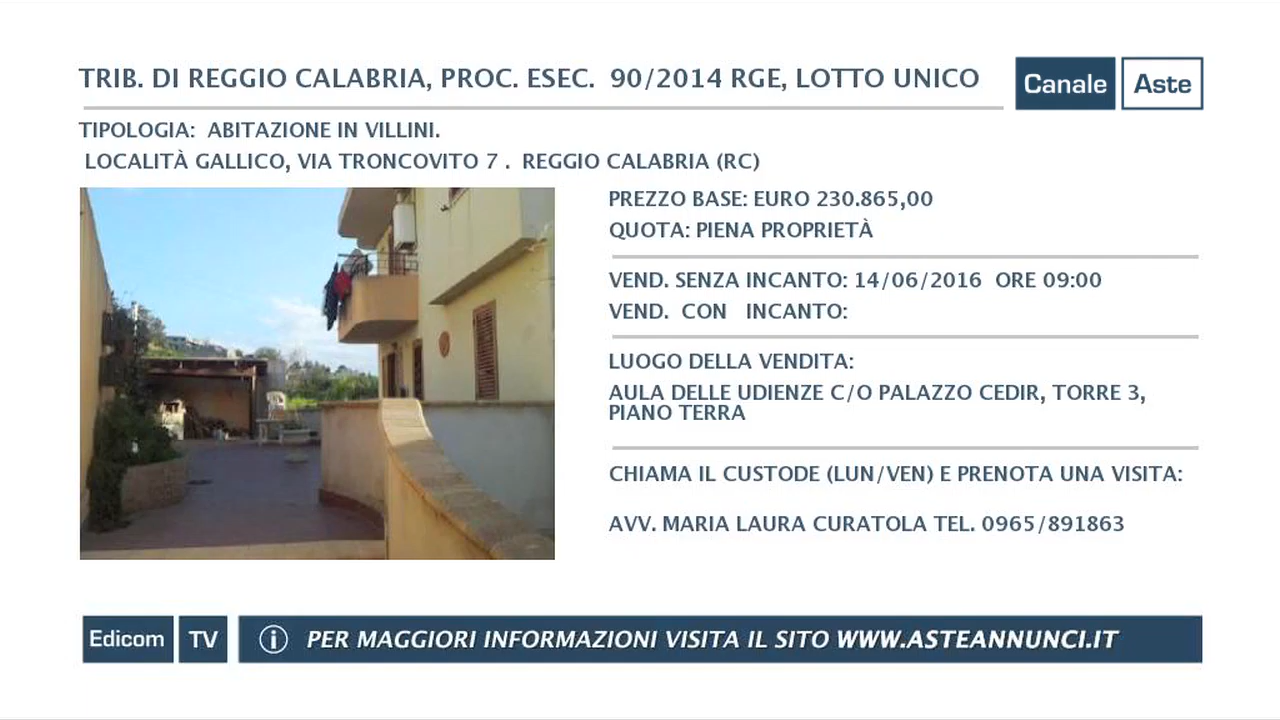 TRIB. DI REGGIO CALABRIA, PROC. ESEC.  90/2014 RGE, LOTTO UNICO
Canale Aste
TIPOLOGIA:  ABITAZIONE IN VILLINI.
LOCALITÀ GALLICO, VIA TRONCOVITO 7 .  REGGIO CALABRIA (RC)
PREZZO BASE: EURO 230.865,00
QUOTA: PIENA PROPRIETÀ
VEND. SENZA INCANTO: 14/06/2016  ORE 09:00
VEND.  CON   INCANTO:
LUOGO DELLA VENDITA:
AULA DELLE UDIENZE C/O PALAZZO CEDIR, TORRE 3,
PIANO TERRA
CHIAMA IL CUSTODE (LUN/VEN) E PRENOTA UNA VISITA:
AVV. MARIA LAURA CURATOLA TEL. 0965/891863
Edicom TV
PER MAGGIORI INFORMAZIONI VISITA IL SITO WWW.ASTEANNUNCI.IT